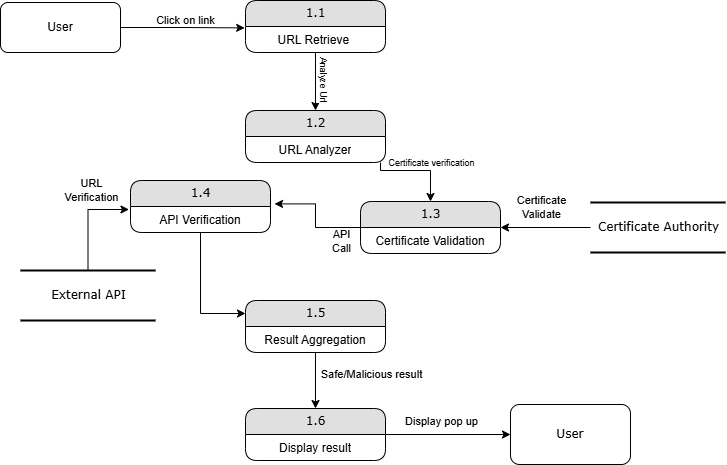 User
Click on link
1.1
URL Retrieve
Analyze Url
1.2
URL Analyzer
Certificate verification
URL
Verification
1.4
API Verification
API
Call
1.3
Certificate Validation
Certificate
Validate
Certificate Authority
External API
1.5
Result Aggregation
Safe/Malicious result
1.6
Display result
Display pop up
User